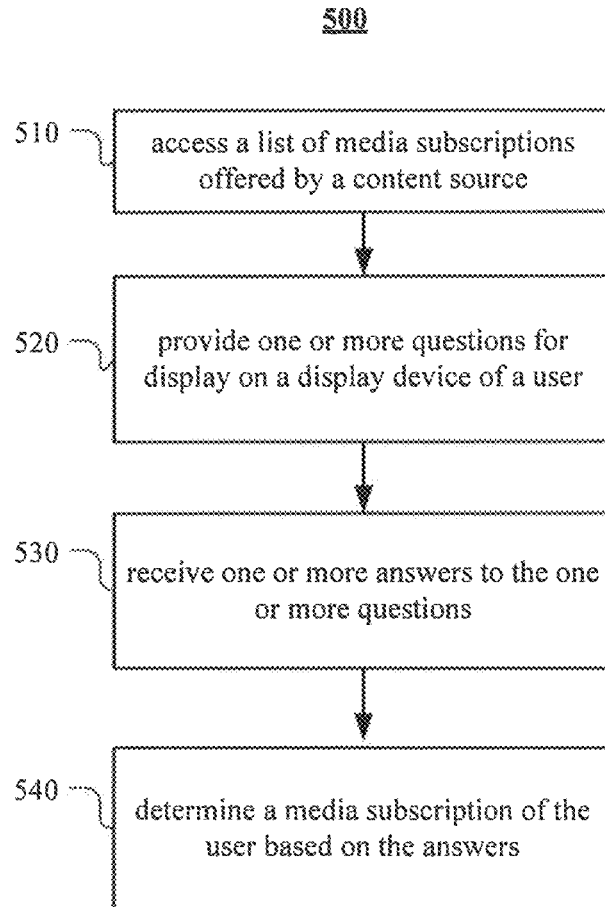 500
510
access a list of media subscriptions
offered by a content source
520
provide one or more questions for
display on a display device of a user
530
receive one or more answers to the one
or more questions
540
determine a media subscription of the
user based on the answers